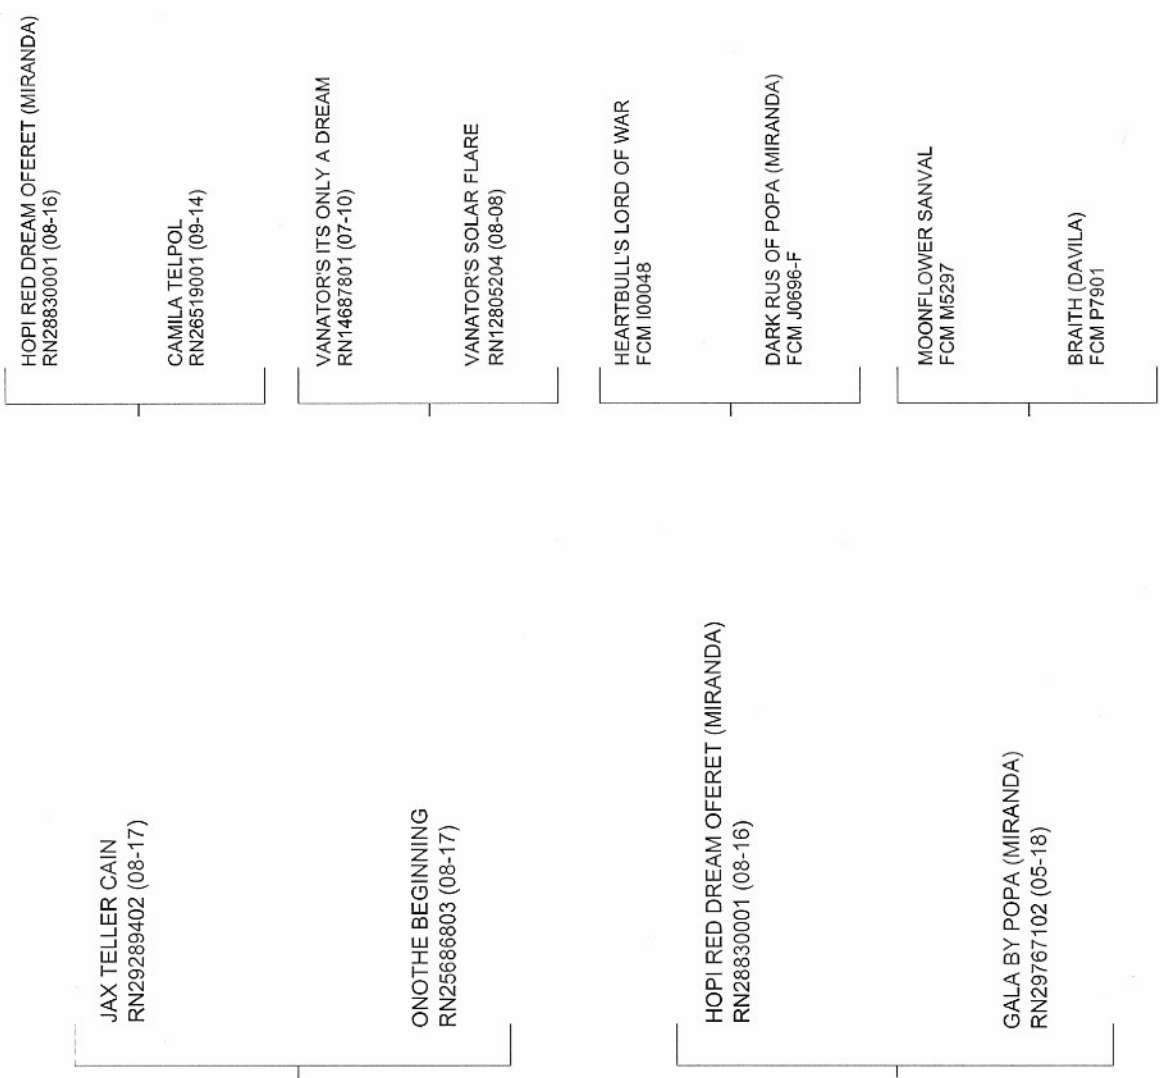 HOPI RED DREAM OFERET (MIRANDA)
RN28830001 (08-16)
CAMILA TELPOL
RN26519001 (09-14)
VANATOR'S ITS ONLY A DREAM
RN14687801 (07-10)
VANATOR'S SOLAR FLARE
RN12805204 (08-08)
HEARTBULL'S LORD OF WAR
FCM I00048
DARK RUS OF POPA (MIRANDA)
FCM J0696-F
MOONFLOWER SANVAL
FCM M5297
BRAITH (DAVILA)
FCM P7901
JAX TELLER CAIN
RN29289402 (08-17)
ONOTHE BEGINNING
RN25686803 (08-17)
HOPI RED DREAM OFERET (MIRANDA)
RN28830001 (08-16)
GALA BY POPA (MIRANDA)
RN29767102 (05-18)